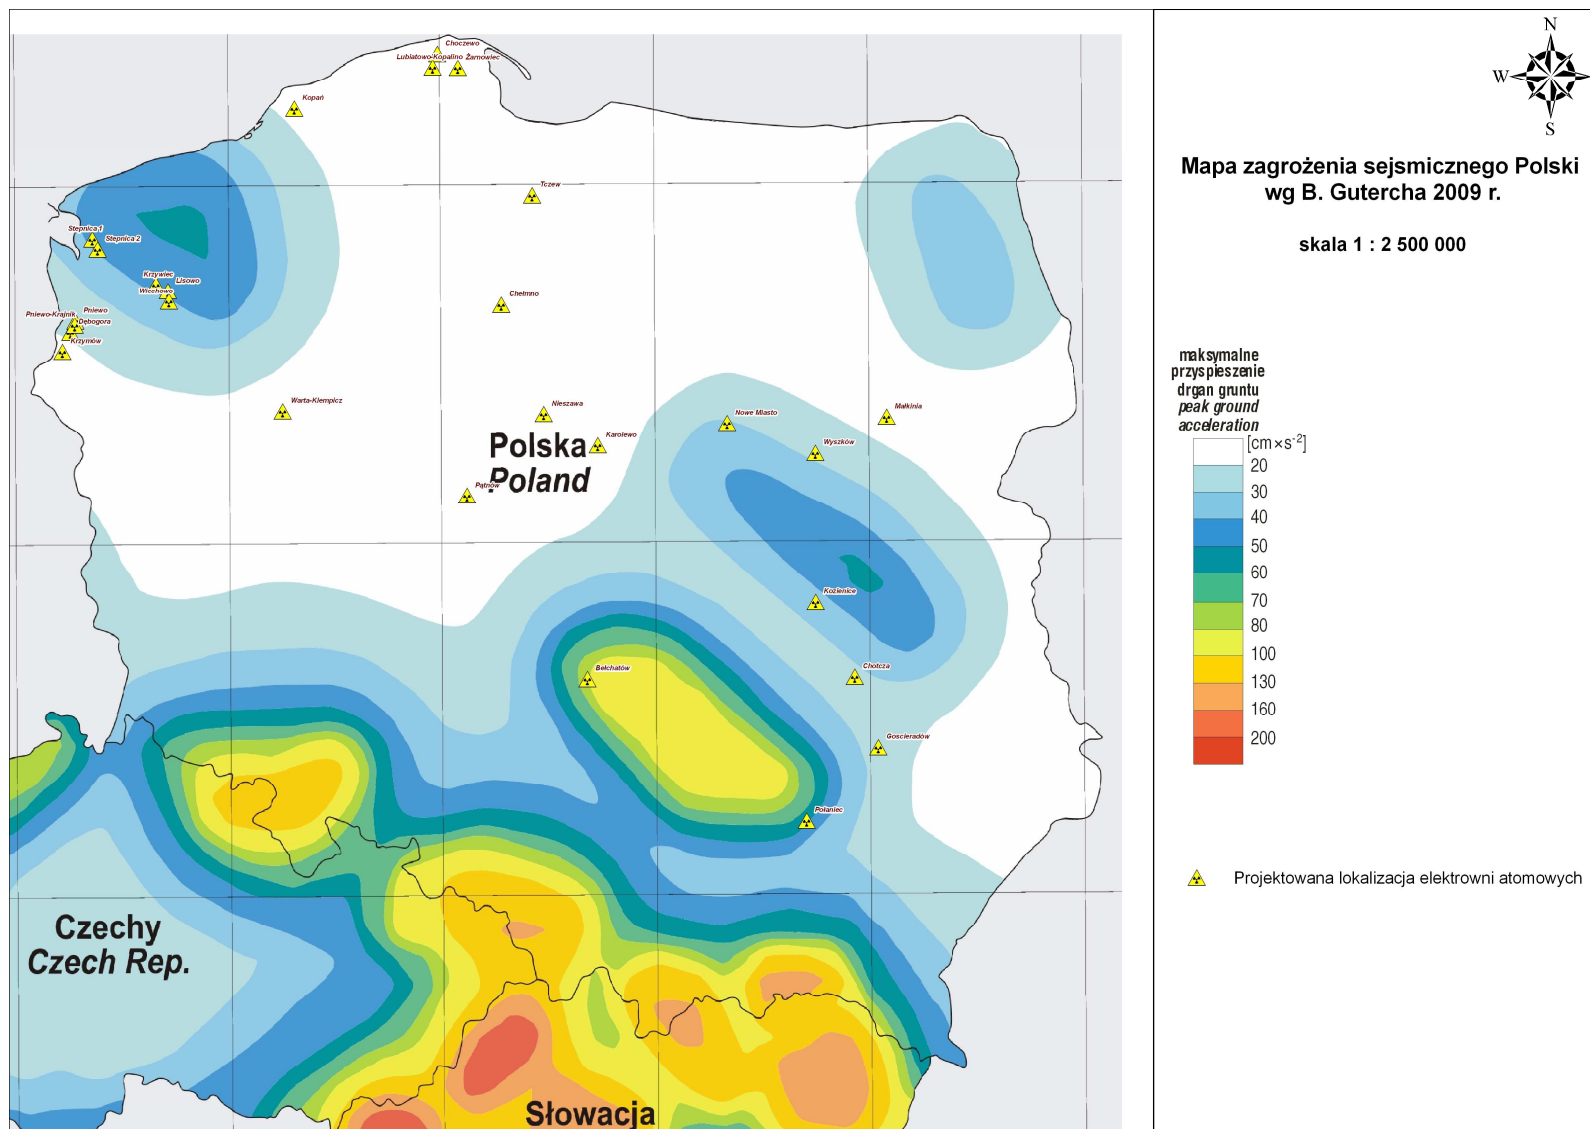 Choczewo
Lubiatowo-Kopalino
Żarnowiec
Kopań
Tczew
Stepnica 1
Stepnica 2
Krzywiec
Lisowo
Wiechowo
Chełmno
Pniewo
Pniewo-Krajnik
Dębogora
Krzymów
Warta-Klempicz
Nieszawa
Nowe Miasto
Małkinia
Karolewo
Wyszków
Polska
Poland
Pątnów
Kozienice
Bełchatów
Chotcza
Goscieradów
Połaniec
Czechy
Czech Rep.
Słowacja
N
W
S
Mapa zagrożenia sejsmicznego Polski
wg B. Gutercha 2009 r.
skala 1 : 2 500 000
maksymalne
przyspieszenie
drgan gruntu
peak ground
acceleration
[cm×s-2]
20
30
40
50
60
70
80
100
130
160
200
Projektowana lokalizacja elektrowni atomowych